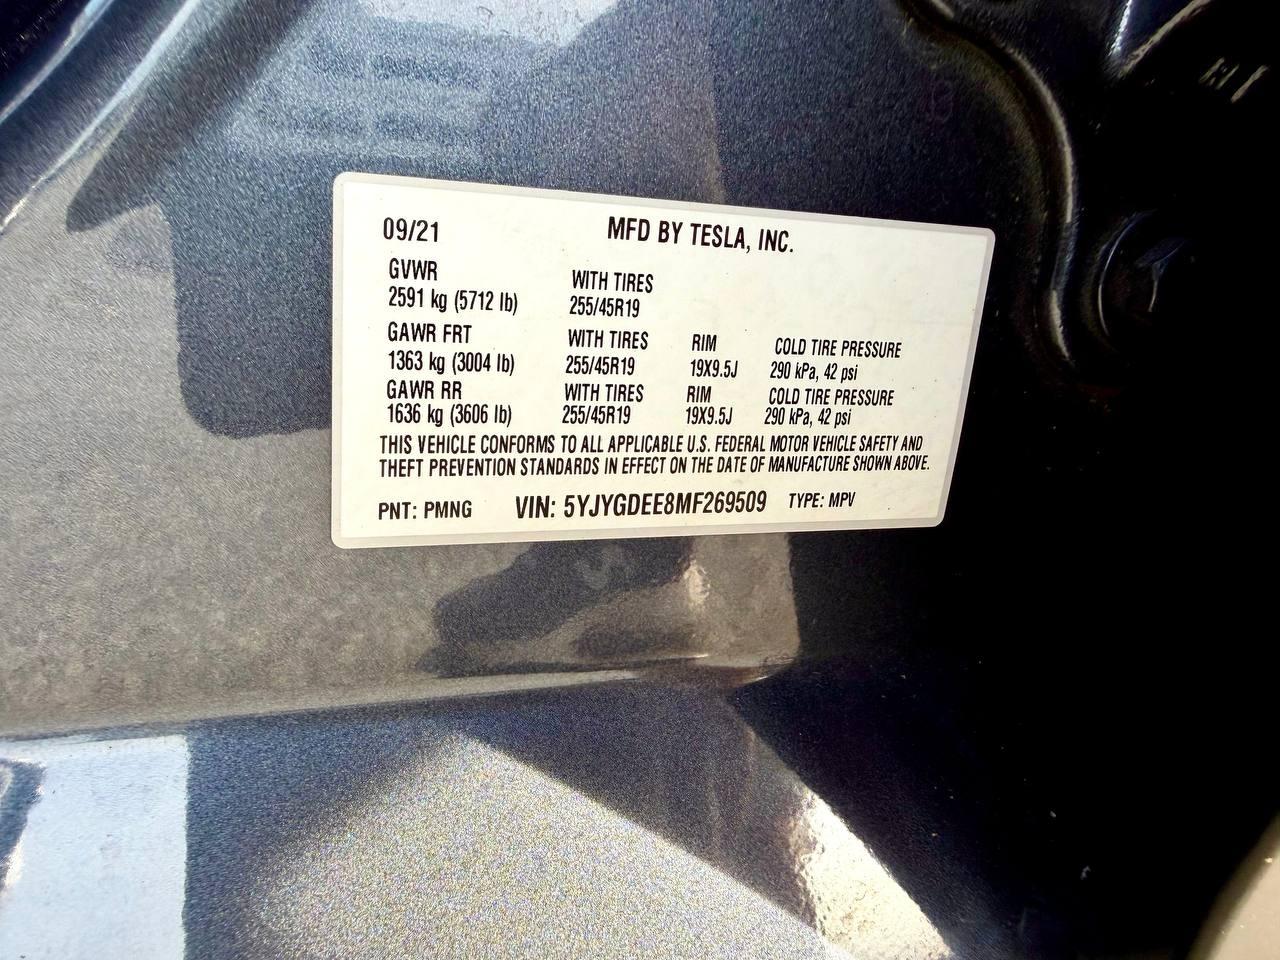 09/21 MFD BY TESLA, INC.
GVWR WITH TIRES
2591 kg (5712 lb) 255/45R19
GAWR FRT WITH TIRES RIM COLD TIRE PRESSURE
1363 kg (3004 lb) 255/45R19 19X9.5J 290 kPa, 42 psi
GAWR RR WITH TIRES RIM COLD TIRE PRESSURE
1636 kg (3606 lb) 255/45R19 19X9.5J 290 kPa, 42 psi
THIS VEHICLE CONFORMS TO ALL APPLICABLE U.S. FEDERAL MOTOR VEHICLE SAFETY AND
THEFT PREVENTION STANDARDS IN EFFECT ON THE DATE OF MANUFACTURE SHOWN ABOVE.
PNT: PMNG VIN: 5YJYGDEE8MF269509 TYPE: MPV